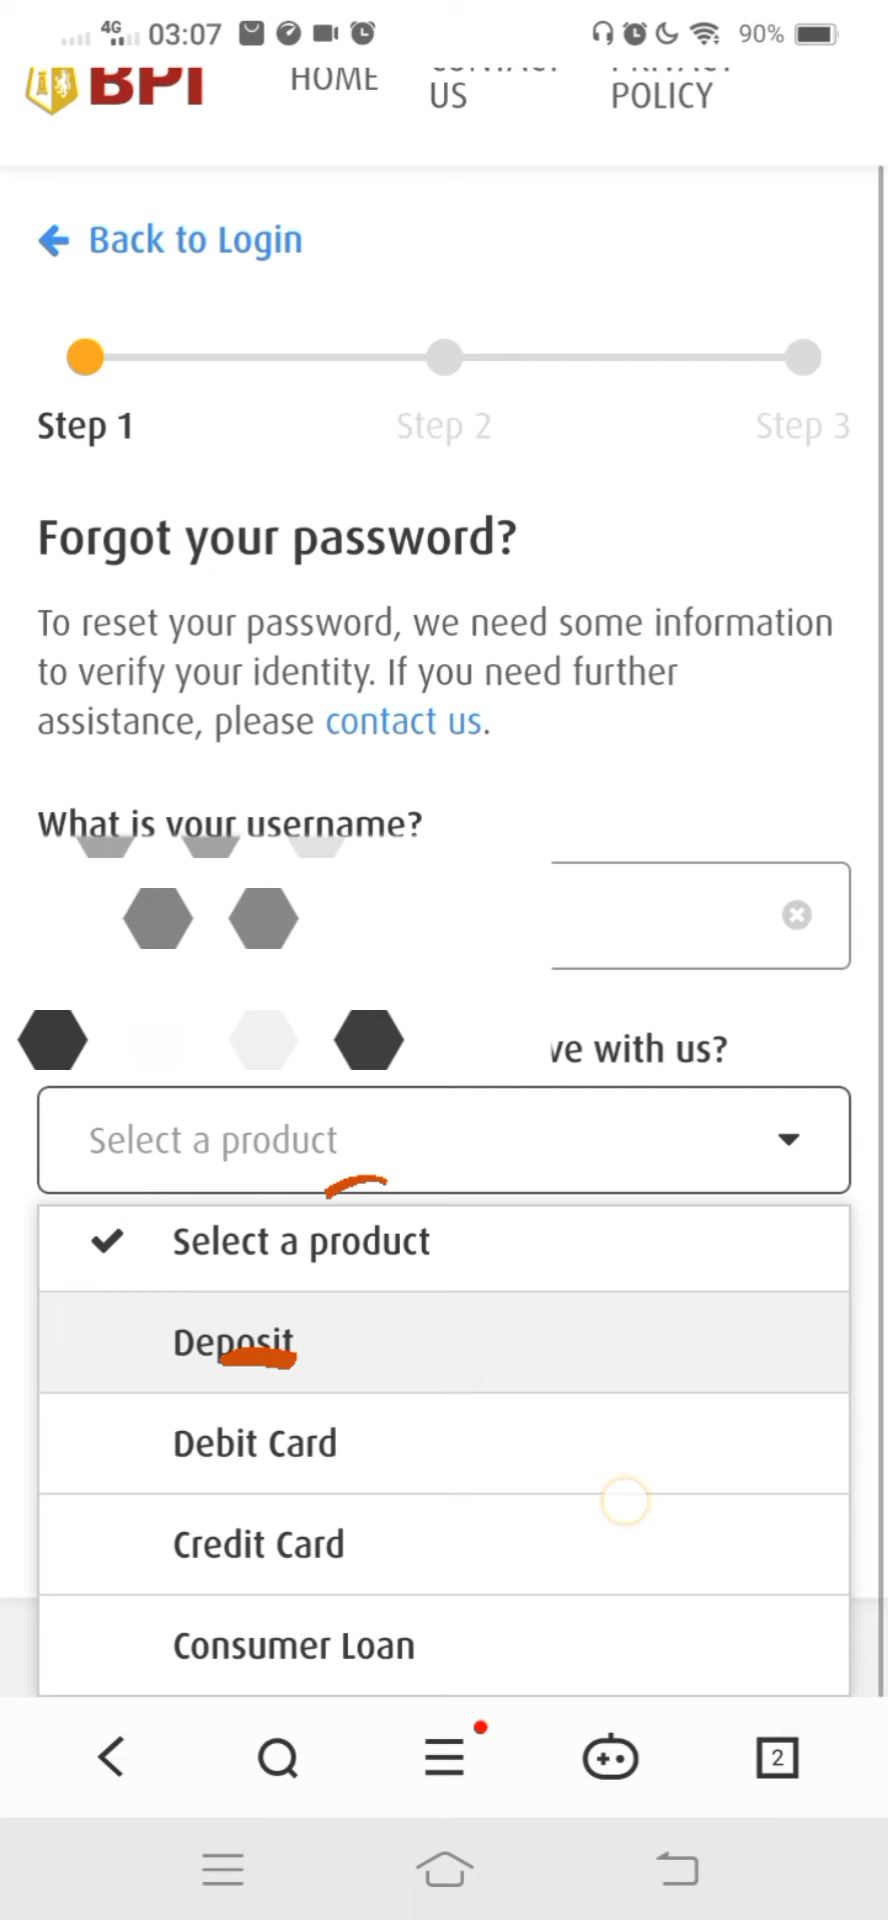 4G 03:07 90%
BPI HOME US POLICY
Back to Login
Step 1 Step 2 Step 3
Forgot your password?
To reset your password, we need some information
to verify your identity. If you need further
assistance, please contact us.
What is your username?
ve with us?
Select a product
Select a product
Deposit
Debit Card
Credit Card
Consumer Loan
2